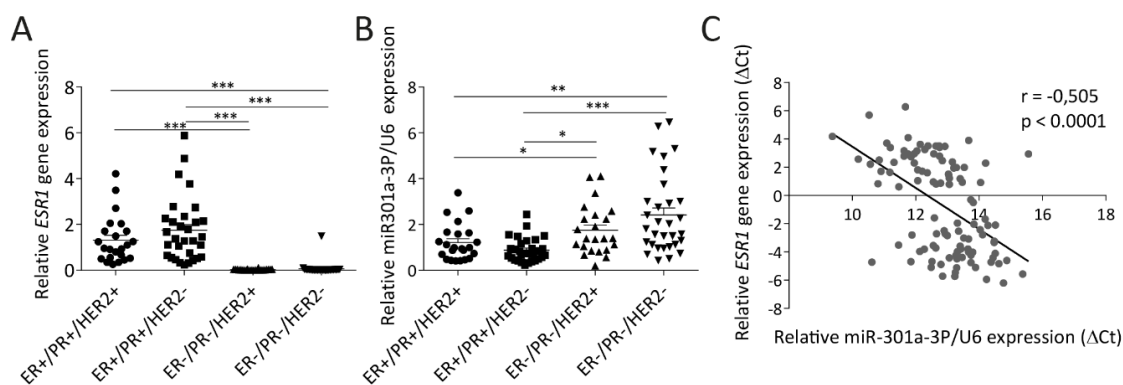 A
Relative ESR1 gene expression
8
6
4
2
0
***
***
***
***
ER+/PR+/HER2+
ER+/PR+/HER2-
ER-/PR-/HER2+
ER-/PR-/HER2-
B
Relative miR301a-3P/U6 expression
8
6
4
2
0
**
***
*
*
ER+/PR+/HER2+
ER+/PR+/HER2-
ER-/PR-/HER2+
ER-/PR-/HER2-
C
Relative ESR1 gene expression (ΔCt)
8
6
4
2
0
-2
-4
-6
-8
10
12
14
16
18
r = -0,505
p < 0.0001
Relative miR-301a-3P/U6 expression (ΔCt)